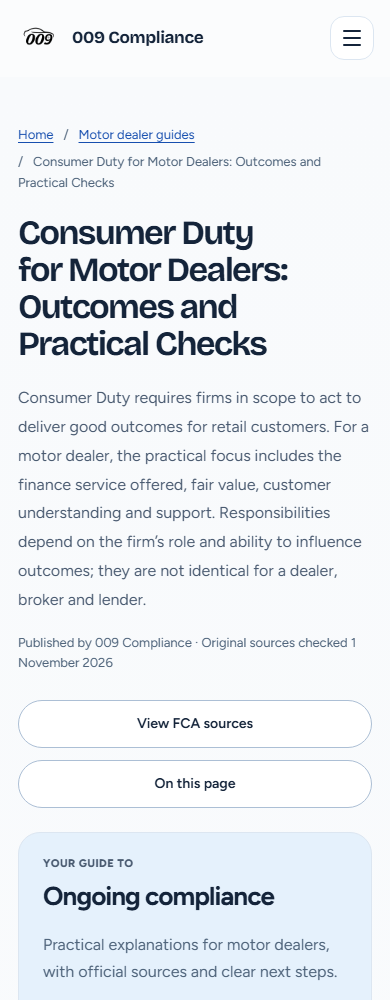 009 009 Compliance
Home / Motor dealer guides
/ Consumer Duty for Motor Dealers: Outcomes and
Practical Checks
Consumer Duty
for Motor Dealers:
Outcomes and
Practical Checks
Consumer Duty requires firms in scope to act to
deliver good outcomes for retail customers. For a
motor dealer, the practical focus includes the
finance service offered, fair value, customer
understanding and support. Responsibilities
depend on the firm’s role and ability to influence
outcomes; they are not identical for a dealer,
broker and lender.
Published by 009 Compliance · Original sources checked 1
November 2026
View FCA sources
On this page
YOUR GUIDE TO
Ongoing compliance
Practical explanations for motor dealers,
with official sources and clear next steps.